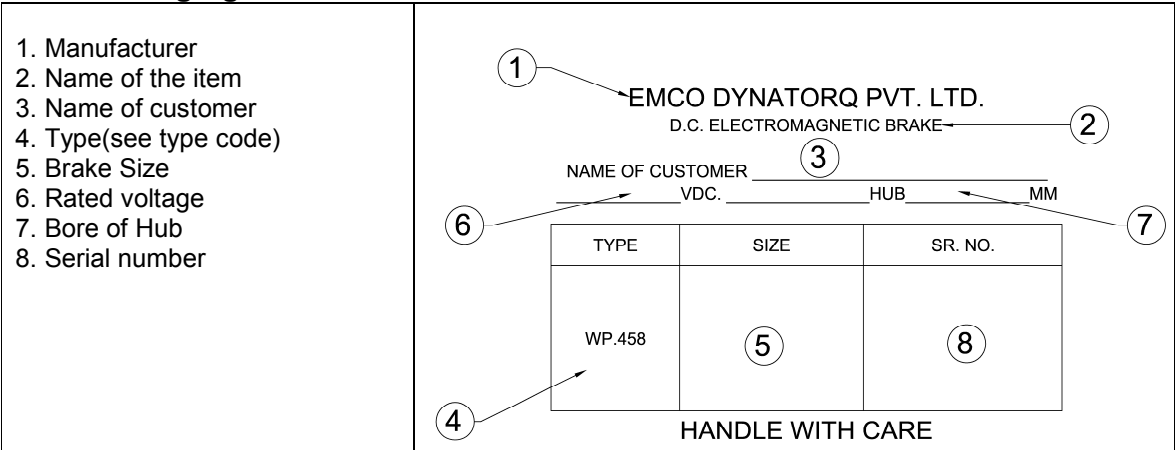 1. Manufacturer
2. Name of the item
3. Name of customer
4. Type(see type code)
5. Brake Size
6. Rated voltage
7. Bore of Hub
8. Serial number
1
EMCO DYNATORQ PVT. LTD.
D.C. ELECTROMAGNETIC BRAKE
2
3
NAME OF CUSTOMER
VDC. HUB MM
6
7
TYPE SIZE SR. NO.
WP.458 5 8
4
HANDLE WITH CARE